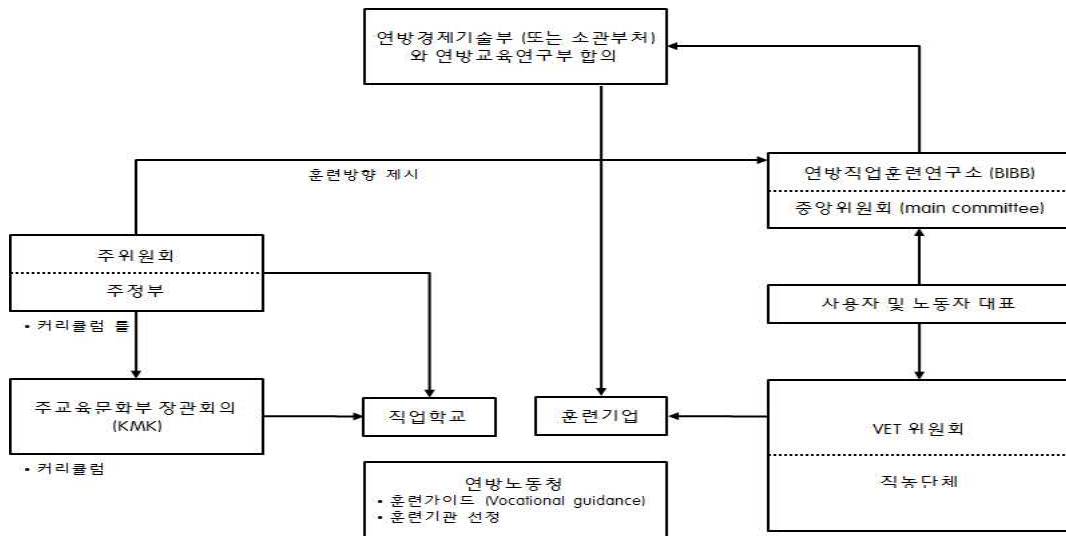 연방경제기술부 (또는 소관부처)
와 연방교육연구부 합의
훈련방향 제시
연방직업훈련연구소 (BIBB)
중앙위원회 (main committee)
주위원회
주정부
• 커리큘럼 틀
사용자 및 노동자 대표
주교육문화부 장관회의
(KMK)
• 커리큘럼
직업학교
훈련기업
VET 위원회
직능단체
연방노동청
• 훈련가이드 (Vocational guidance)
• 훈련기관 선정